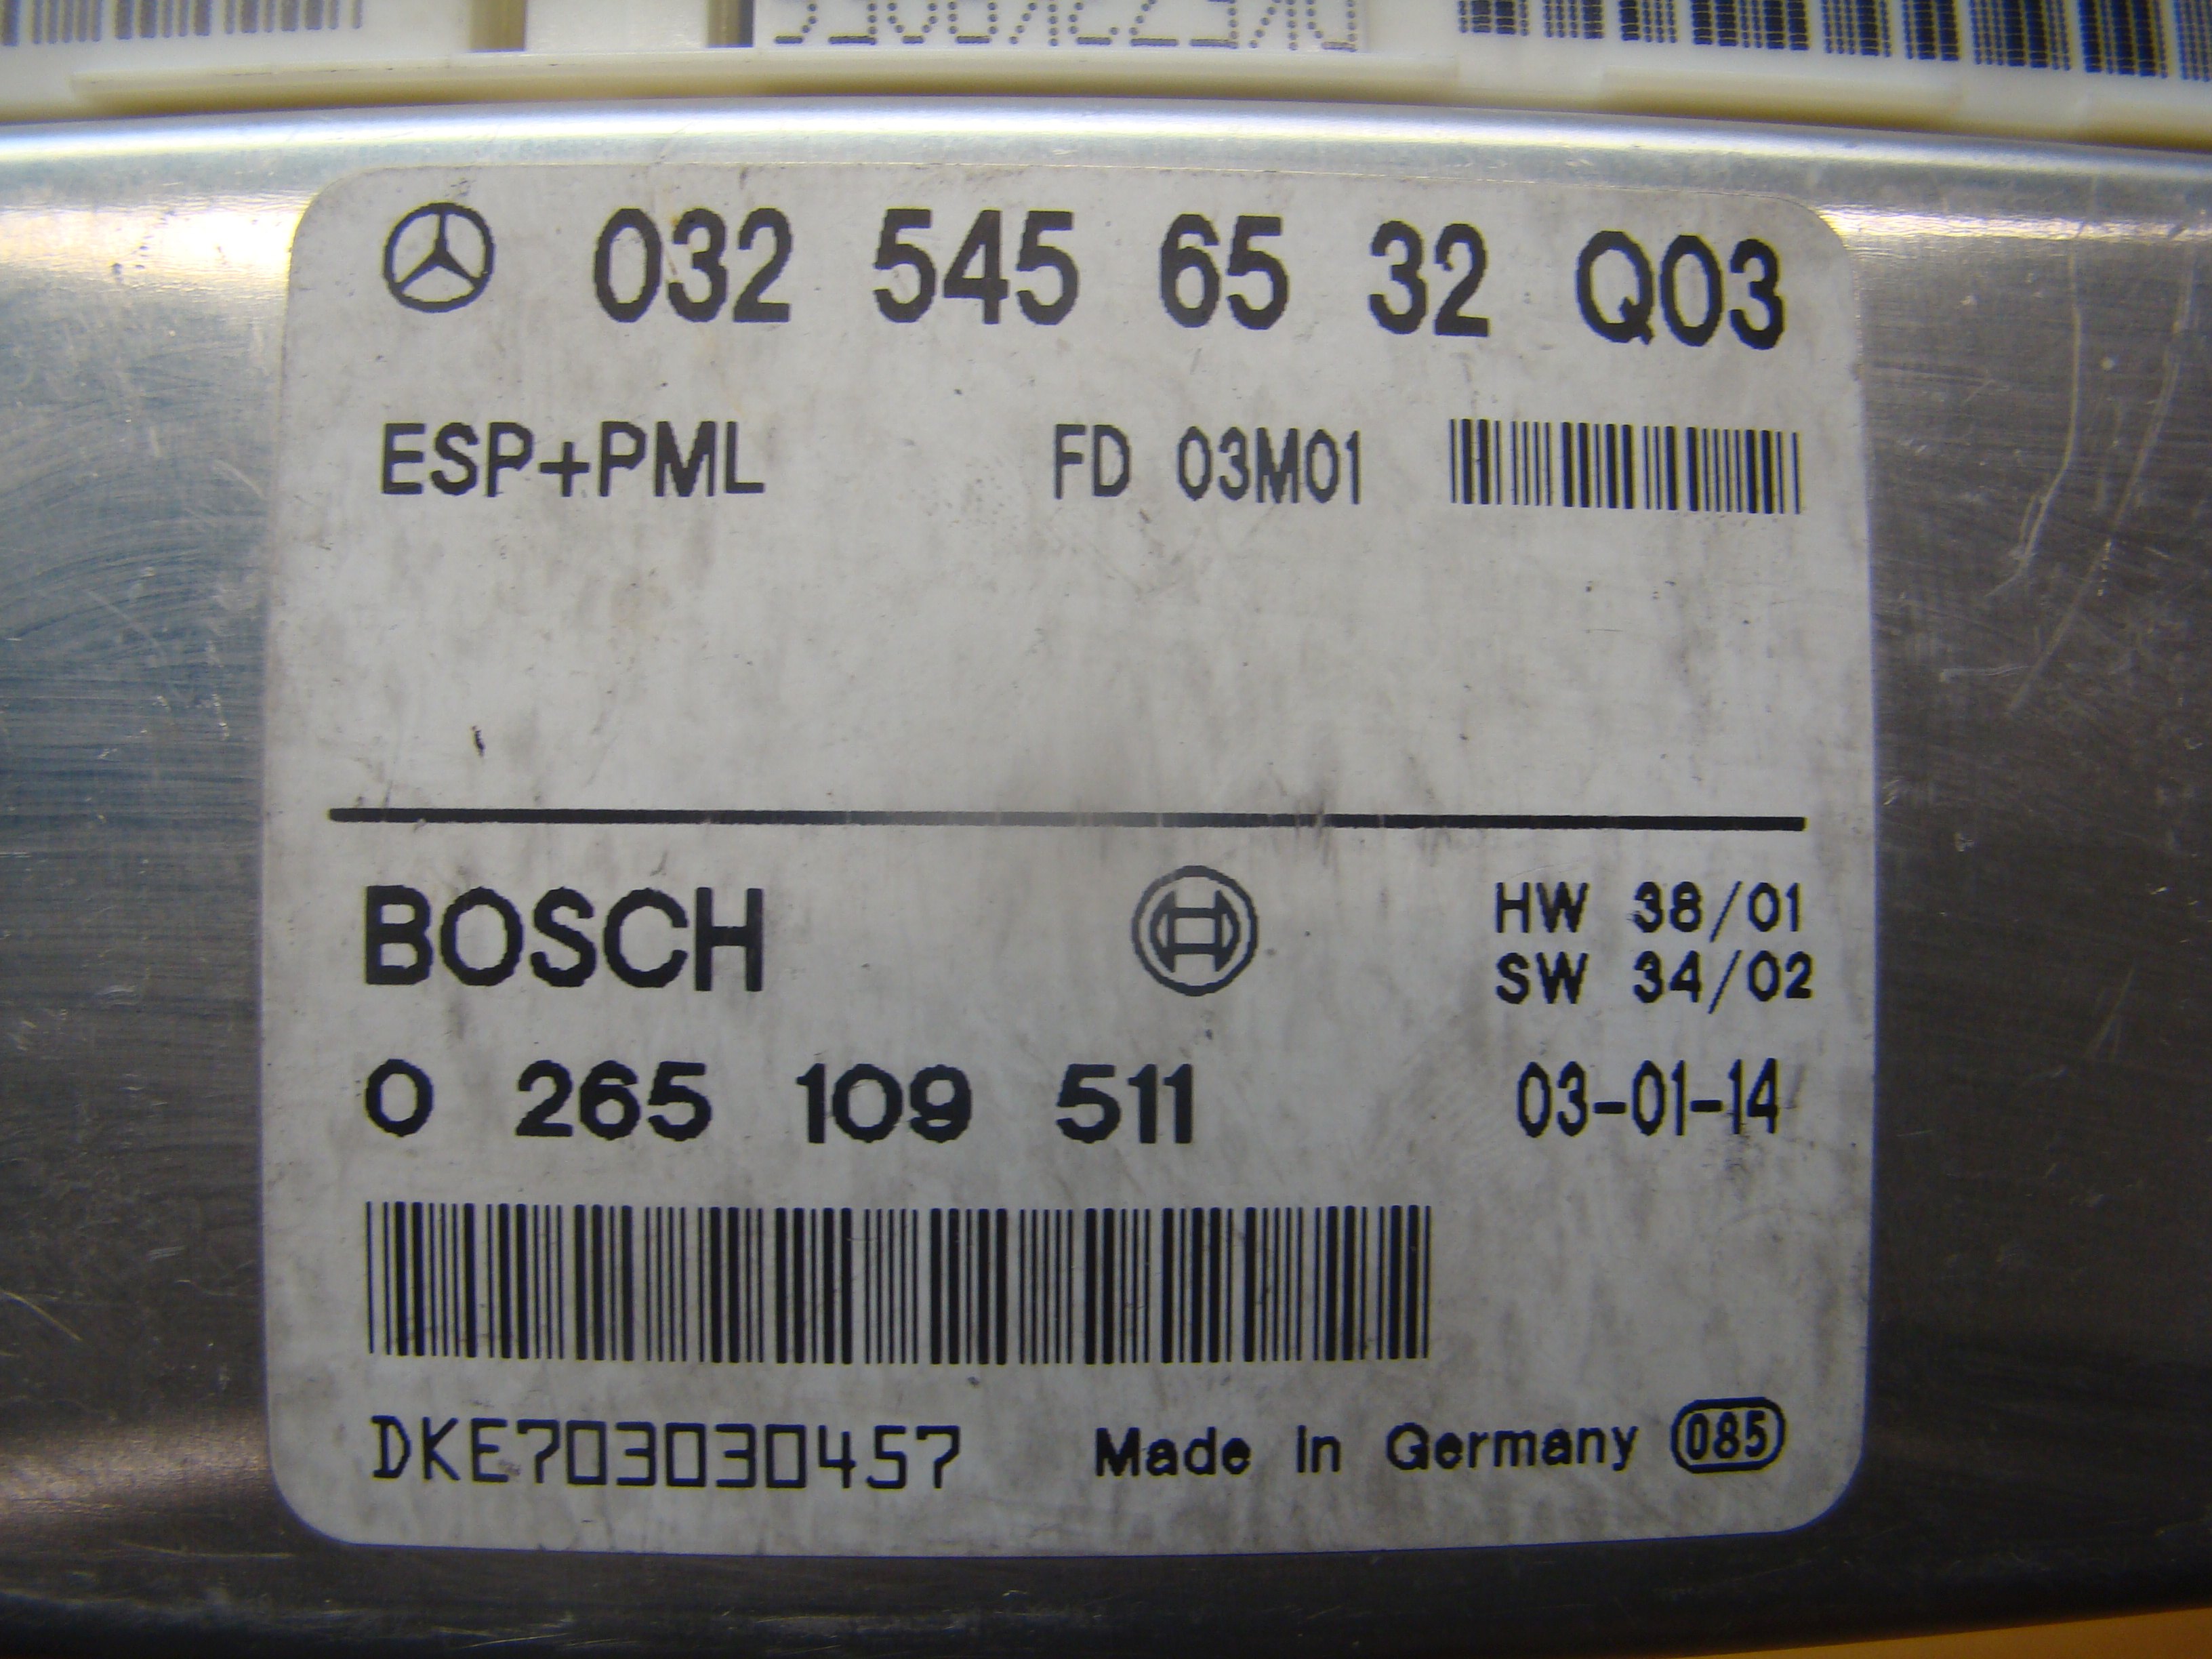 032 545 65 32 Q03
ESP+PML FD 03M01
BOSCH HW 38/01
SW 34/02
0 265 109 511 03-01-14
DKE703030457 Made in Germany 085